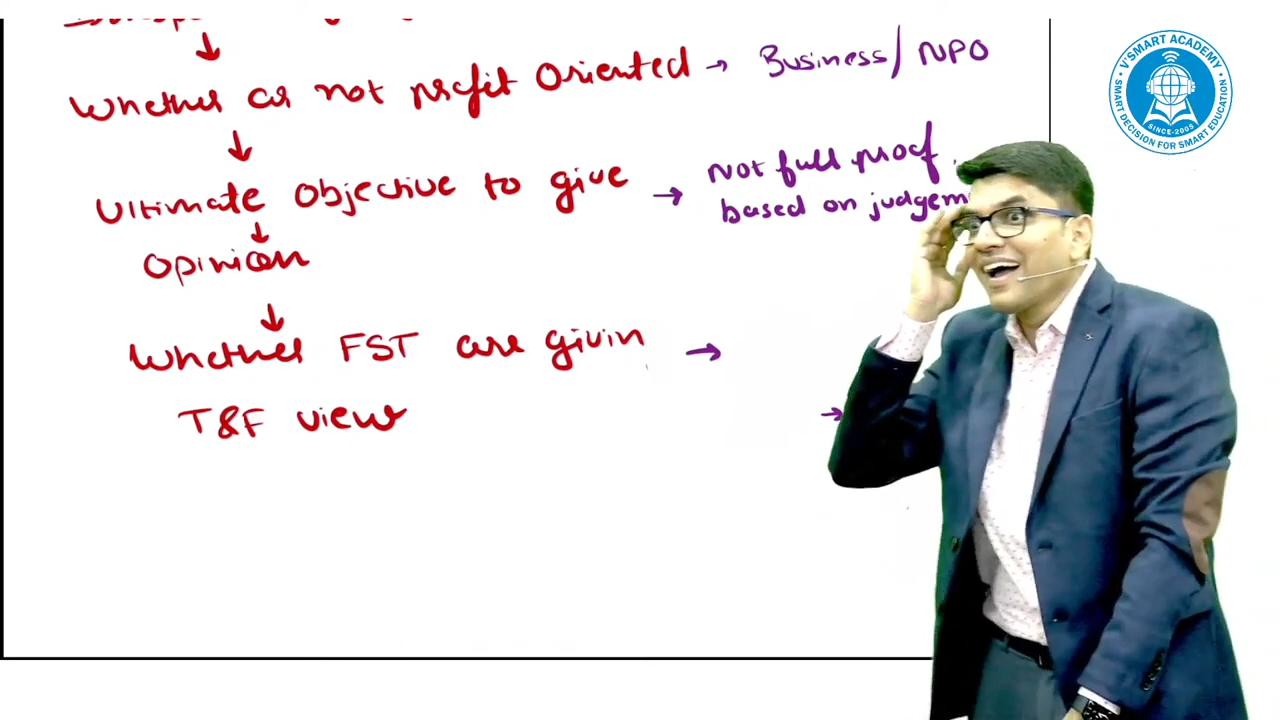 Whether or not profit Oriented → Business/ NPO
Ultimate Objective to give → Not full proof.
based on
Opinion
Whether FST are givin →
T&F view →
V'SMART ACADEMY
SMART DECISION FOR SMART EDUCATION
SINCE-2005